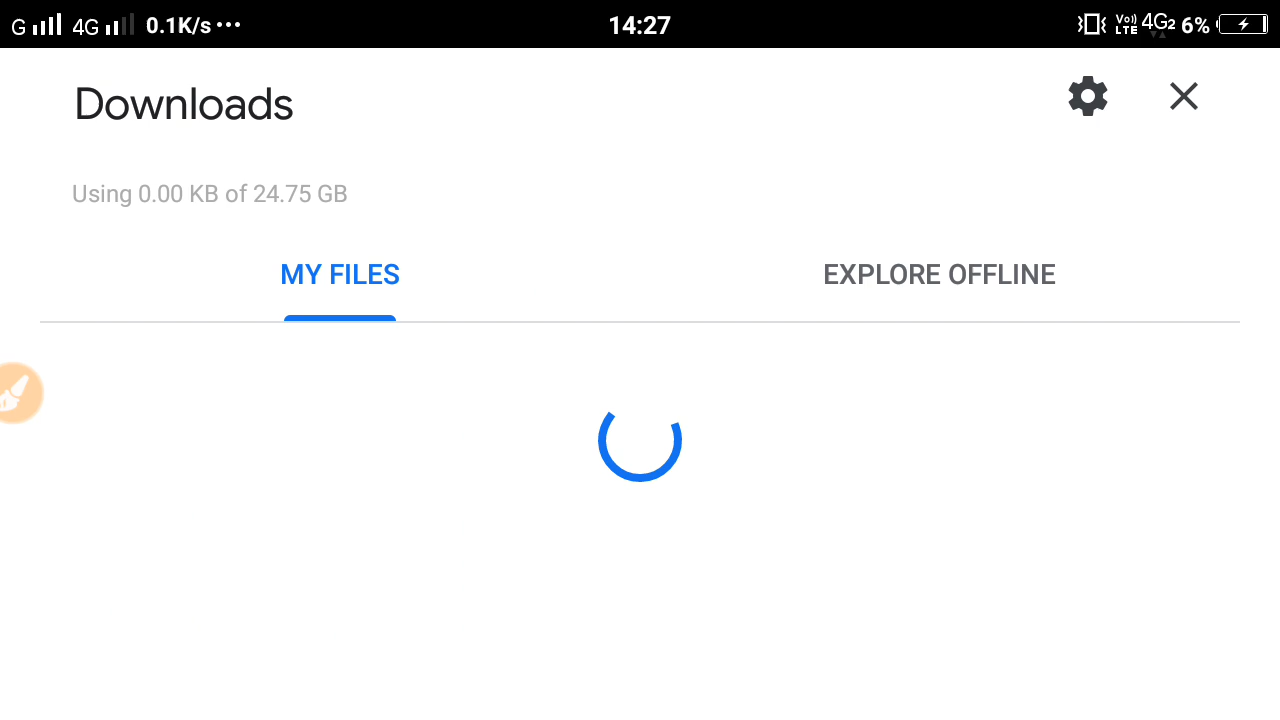 G 4G 0.1K/s ... 14:27 Vo)) LTE 4G2 6%
Downloads
Using 0.00 KB of 24.75 GB
MY FILES EXPLORE OFFLINE